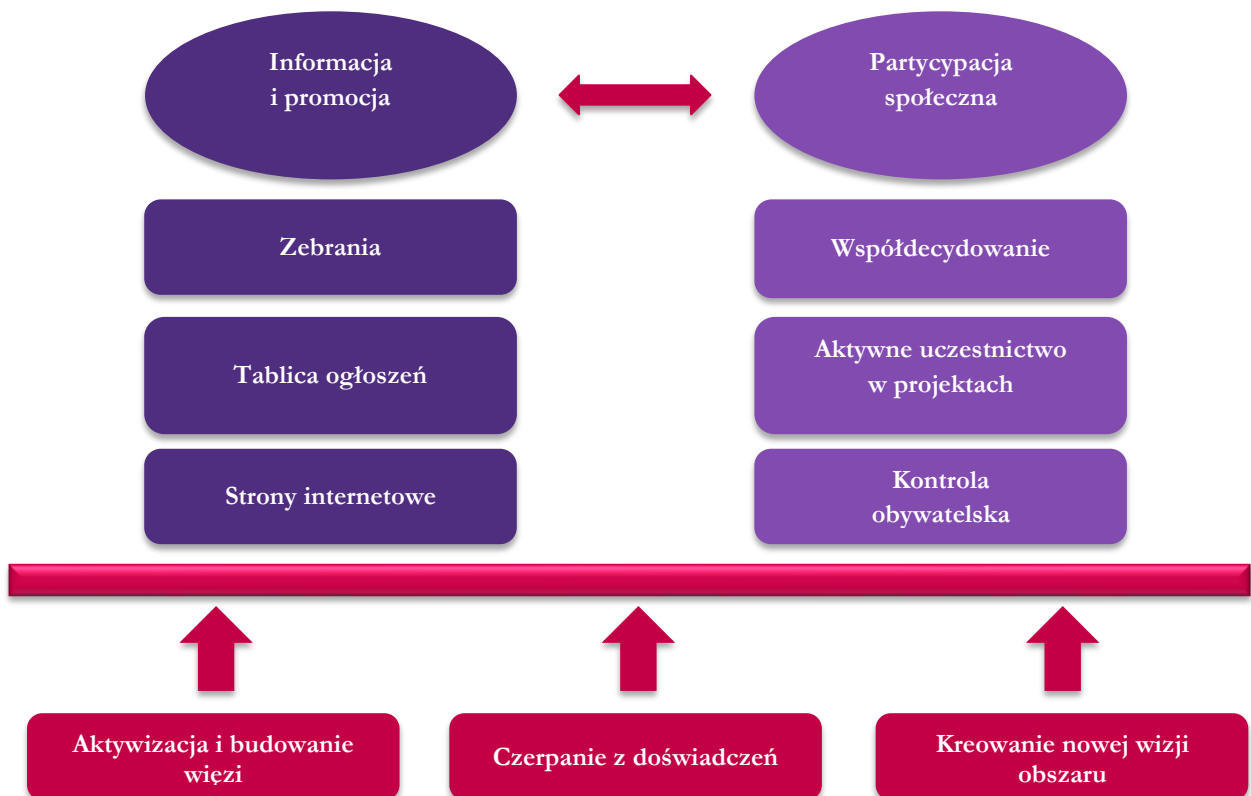 Informacja
i promocja
Partycypacja
społeczna
Zebrania
Współdecydowanie
Tablica ogłoszeń
Aktywne uczestnictwo
w projektach
Strony internetowe
Kontrola
obywatelska
Aktywizacja i budowanie
więzi
Czerpanie z doświadczeń
Kreowanie nowej wizji
obszaru